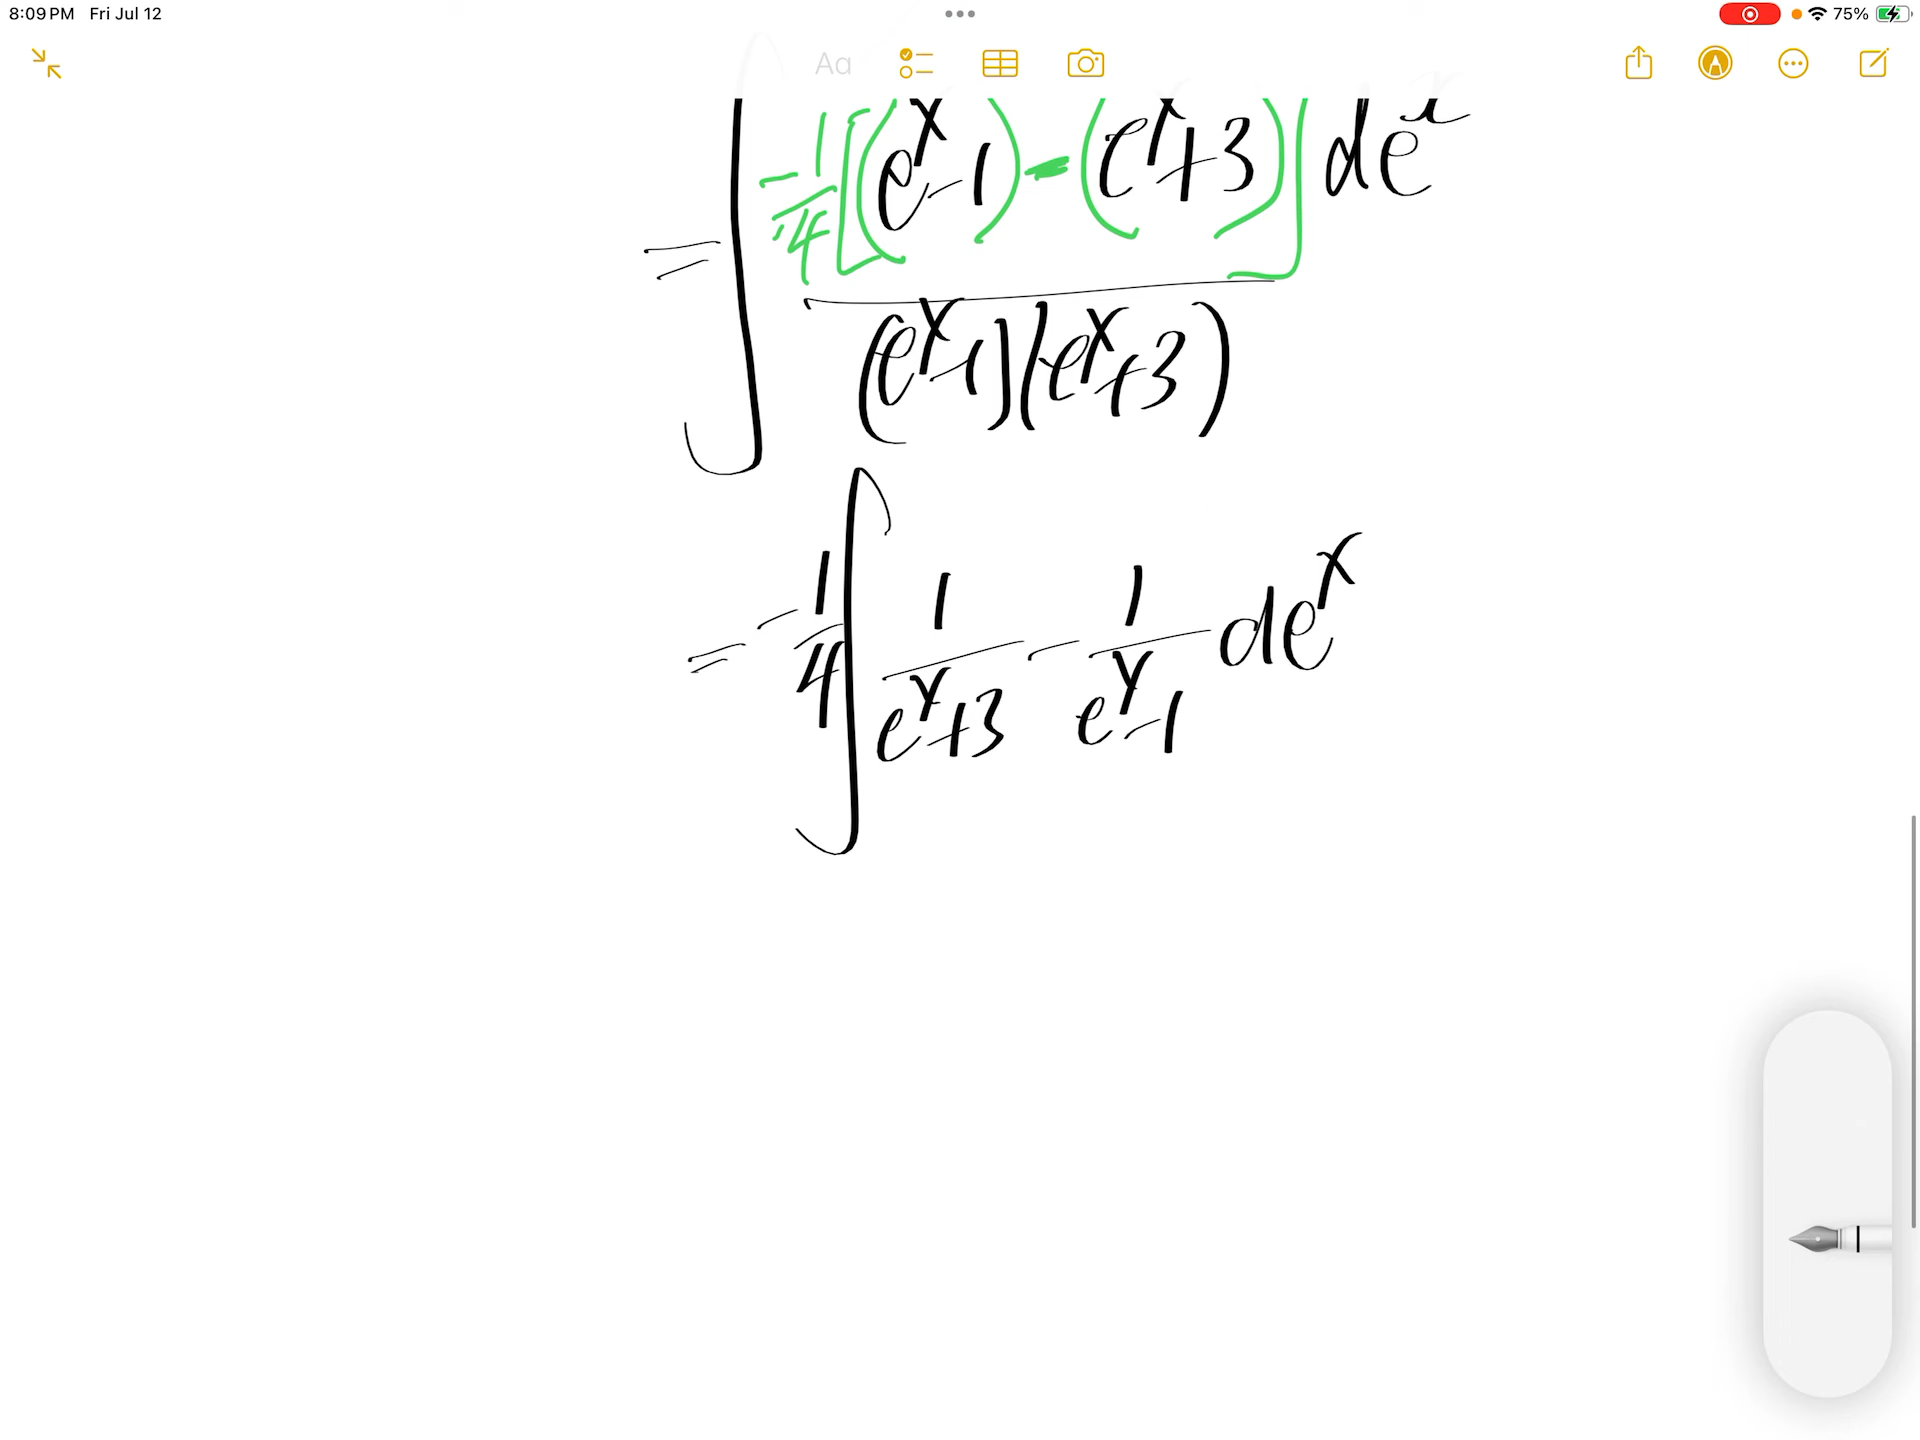 8:09 PM Fri Jul 12
75%
Aa
= ∫ -1/4[(e^x-1)-(e^x+3)] / (e^x-1)(e^x+3) de^x
= -1/4 ∫ 1/(e^x+3) - 1/(e^x-1) de^x